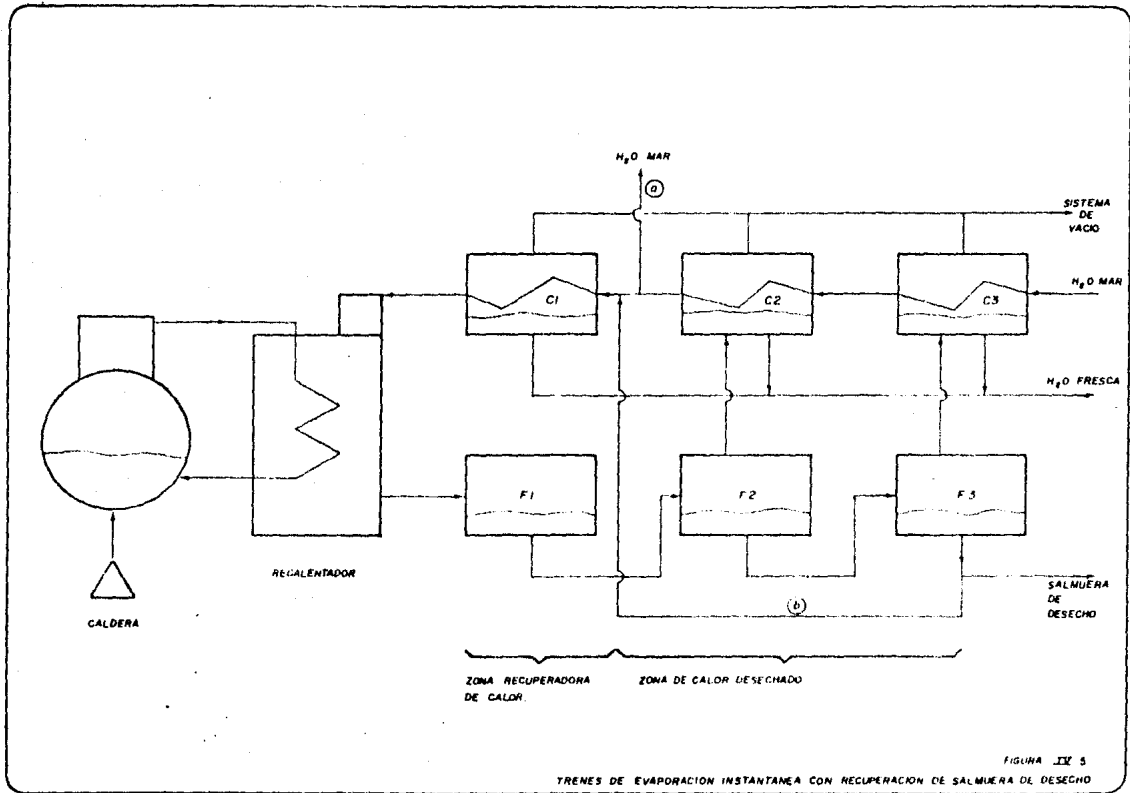 H₂O MAR
ⓐ
SISTEMA
DE
VACIO
C1
C2
C3
H₂O MAR
H₂O FRESCA
F1
F2
F3
RECALENTADOR
CALDERA
ⓑ
SALMUERA
DE
DESECHO
ZONA RECUPERADORA
DE CALOR.
ZONA DE CALOR DESECHADO
FIGURA IV 5
TRENES DE EVAPORACION INSTANTANEA CON RECUPERACION DE SALMUERA DE DESECHO